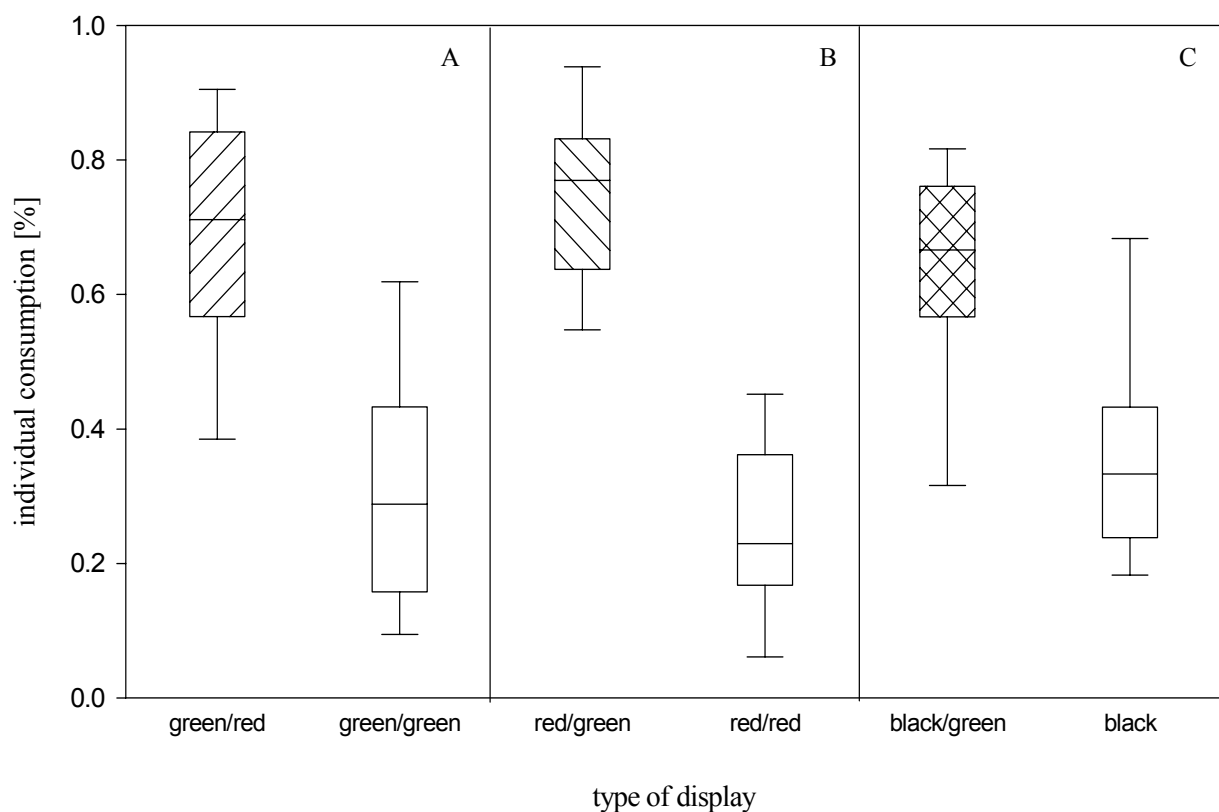 1.0
A
B
C
0.8
0.6
0.4
0.2
0.0
individual consumption [%]
green/red green/green red/green red/red black/green black
type of display